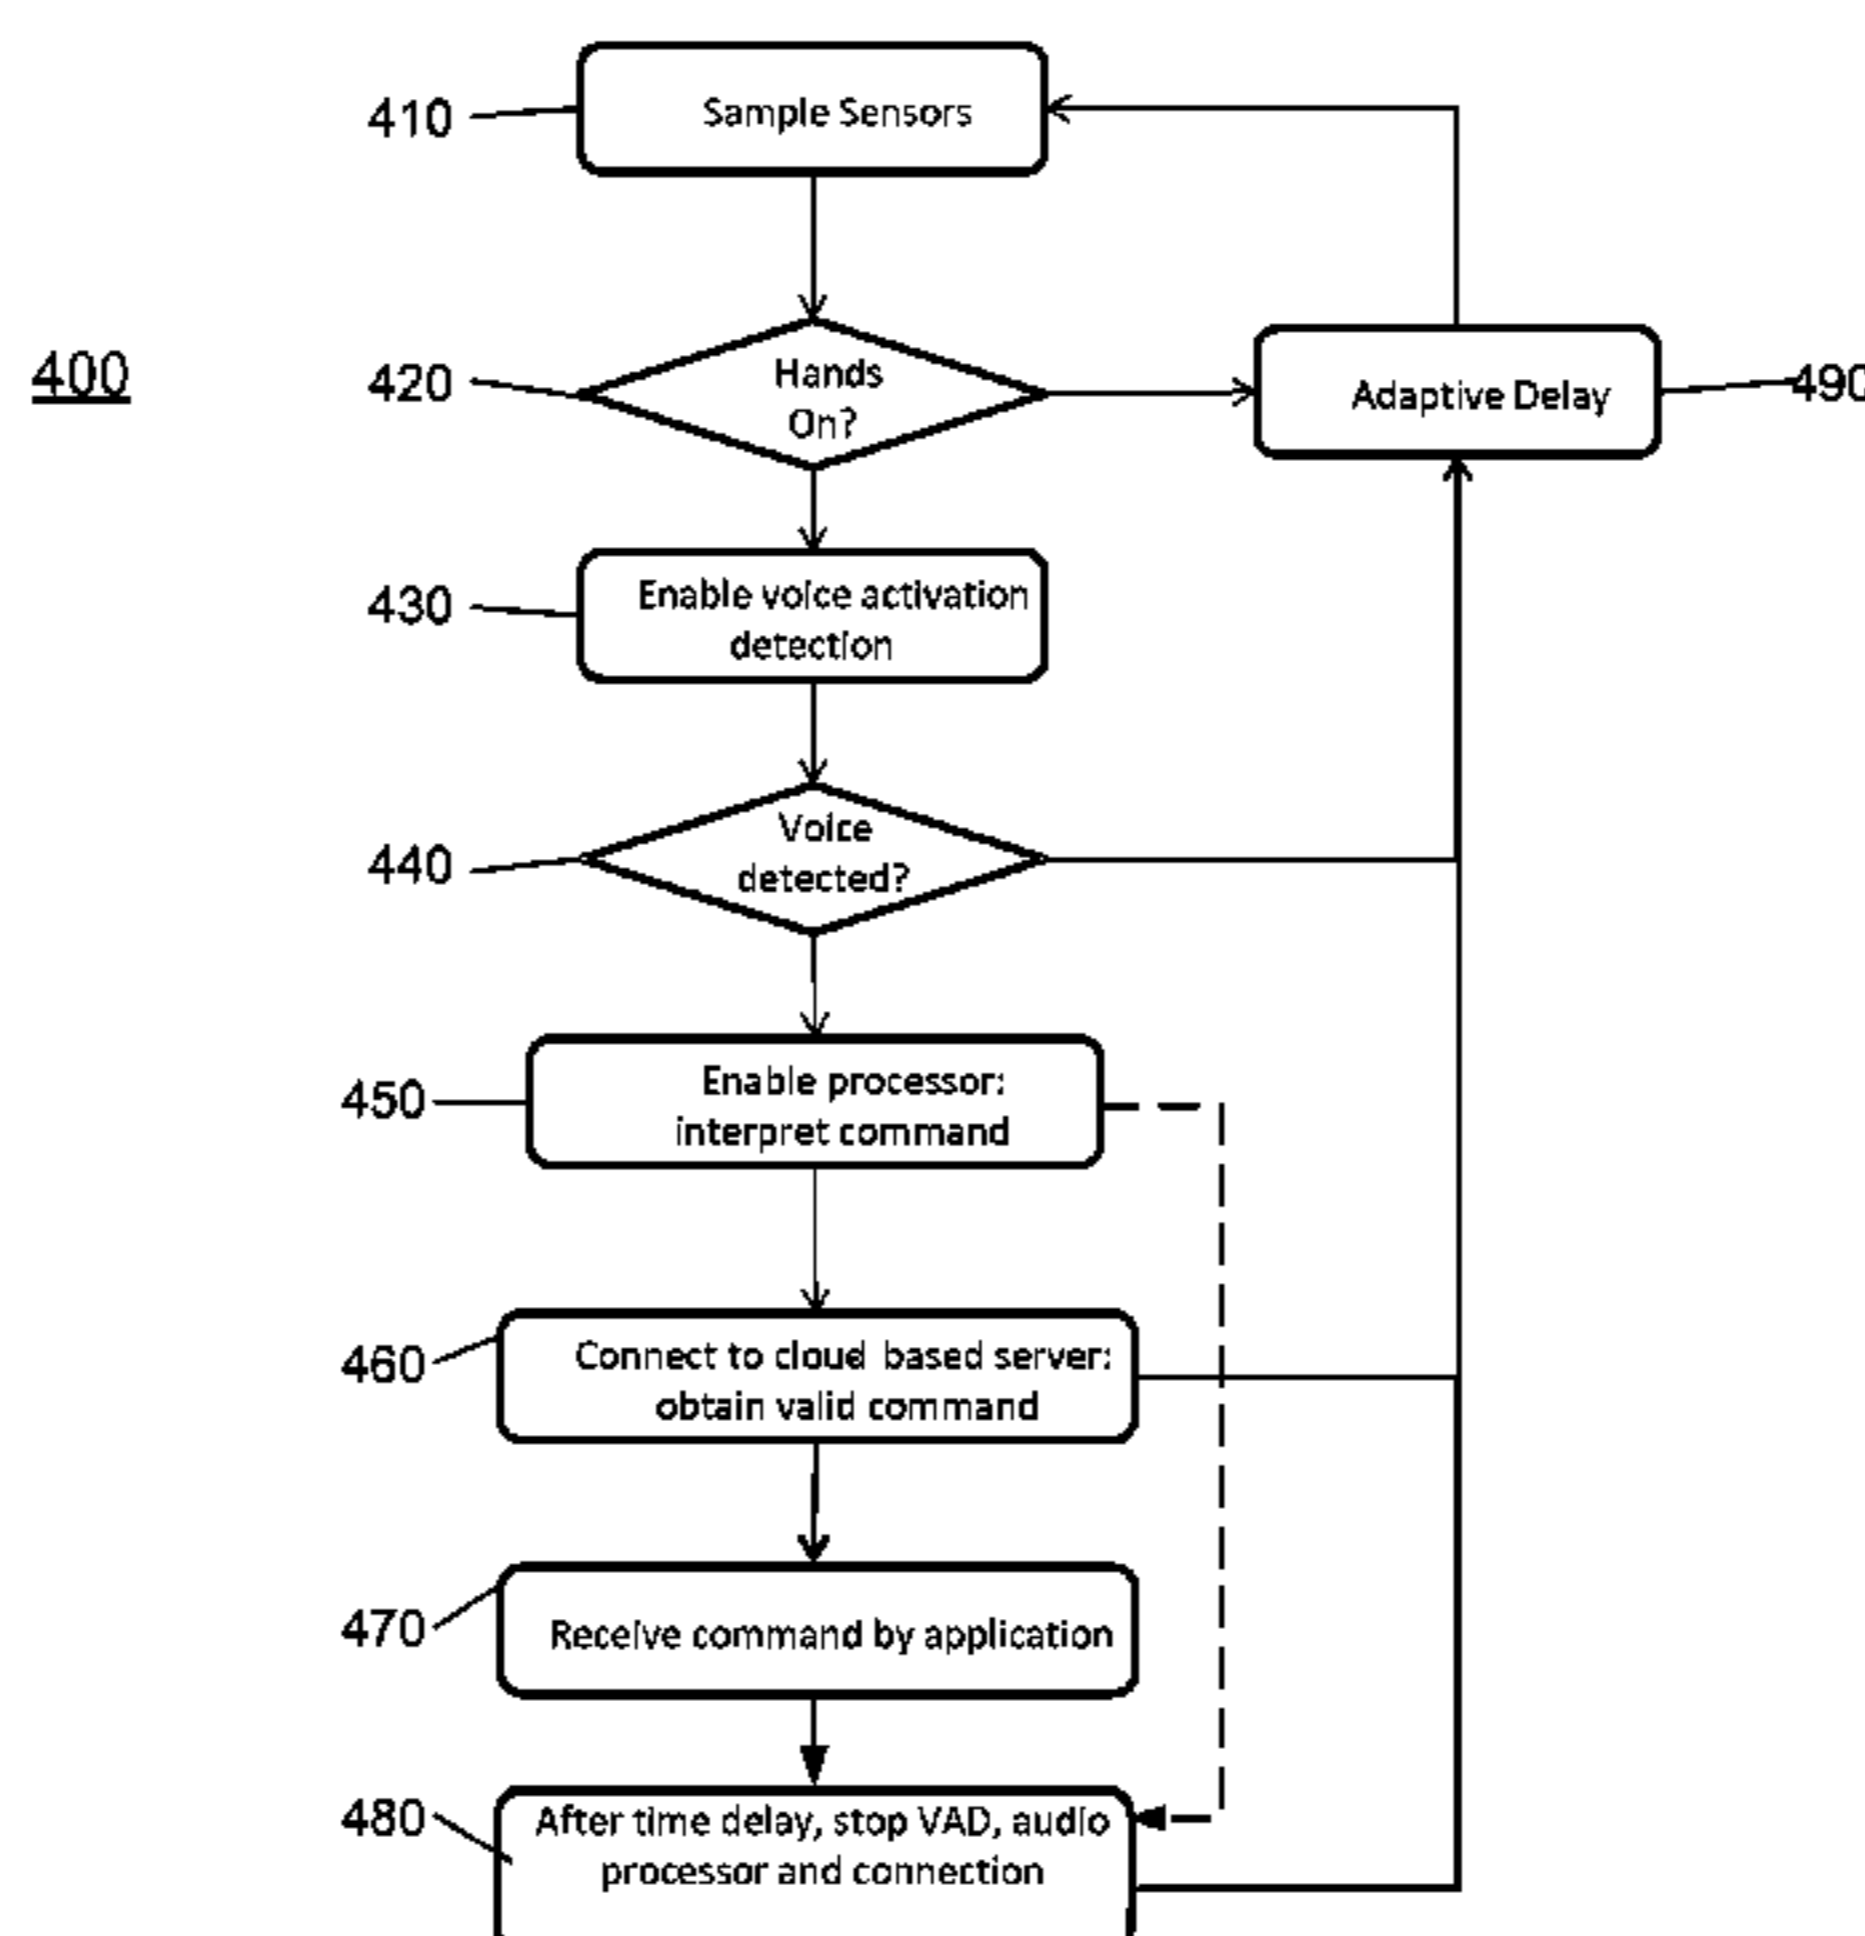 410
Sample Sensors
400
420
Hands
On?
Adaptive Delay
490
430
Enable voice activation
detection
440
Voice
detected?
450
Enable processor:
interpret command
460
Connect to cloud based server:
obtain valid command
470
Receive command by application
480
After time delay, stop VAD, audio
processor and connection